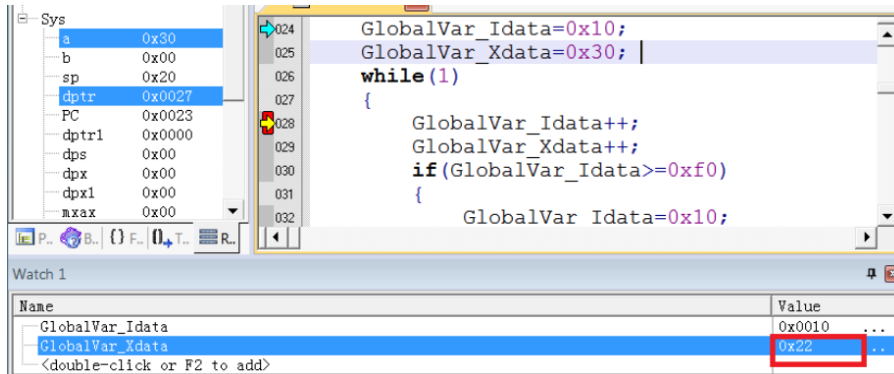 Sys
a 0x30
b 0x00
sp 0x20
dptr 0x0027
PC 0x0023
dptr1 0x0000
dps 0x00
dpx 0x00
dpx1 0x00
mxax 0x00
P.. B.. {} F.. 0 T.. R..
024 GlobalVar_Idata=0x10;
025 GlobalVar_Xdata=0x30;
026 while(1)
027 {
028 GlobalVar_Idata++;
029 GlobalVar_Xdata++;
030 if(GlobalVar_Idata>=0xf0)
031 {
032 GlobalVar_Idata=0x10;
Watch 1
Name Value
GlobalVar_Idata 0x0010 ...
GlobalVar_Xdata 0x22 ..
<double-click or F2 to add>